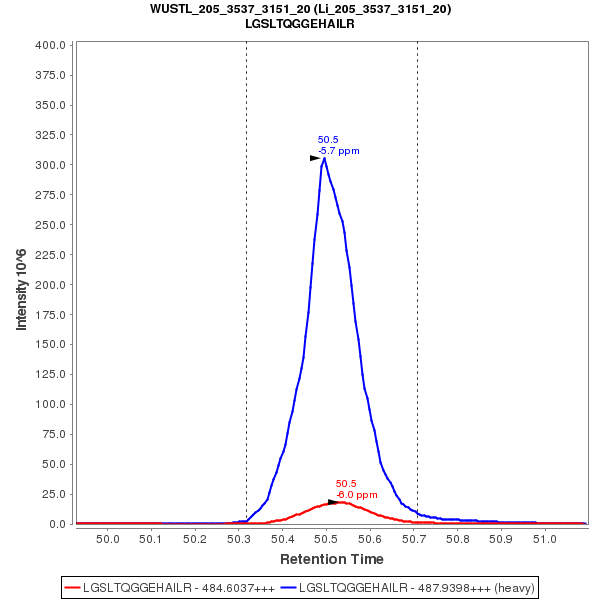 WUSTL_205_3537_3151_20 (Li_205_3537_3151_20)
LGSLTQGGEHAILR
400.0
375.0
350.0
325.0
300.0
275.0
250.0
225.0
200.0
175.0
150.0
125.0
100.0
75.0
50.0
25.0
0.0
Intensity 10^6
50.5
-5.7 ppm
50.5
-6.0 ppm
50.0 50.1 50.2 50.3 50.4 50.5 50.6 50.7 50.8 50.9 51.0
Retention Time
LGSLTQGGEHAILR - 484.6037+++ LGSLTQGGEHAILR - 487.9398+++ (heavy)